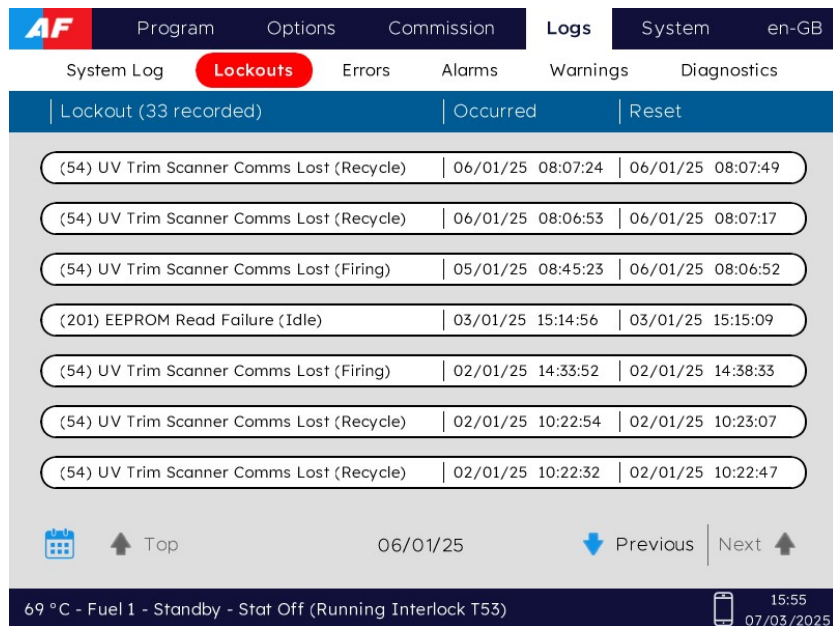 AF Program Options Commission Logs System en-GB
System Log Lockouts Errors Alarms Warnings Diagnostics
Lockout (33 recorded) Occurred Reset
(54) UV Trim Scanner Comms Lost (Recycle) 06/01/25 08:07:24 06/01/25 08:07:49
(54) UV Trim Scanner Comms Lost (Recycle) 06/01/25 08:06:53 06/01/25 08:07:17
(54) UV Trim Scanner Comms Lost (Firing) 05/01/25 08:45:23 06/01/25 08:06:52
(201) EEPROM Read Failure (Idle) 03/01/25 15:14:56 03/01/25 15:15:09
(54) UV Trim Scanner Comms Lost (Firing) 02/01/25 14:33:52 02/01/25 14:38:33
(54) UV Trim Scanner Comms Lost (Recycle) 02/01/25 10:22:54 02/01/25 10:23:07
(54) UV Trim Scanner Comms Lost (Recycle) 02/01/25 10:22:32 02/01/25 10:22:47
Top 06/01/25 Previous Next
69 °C - Fuel 1 - Standby - Stat Off (Running Interlock T53) 15:55
07/03/2025